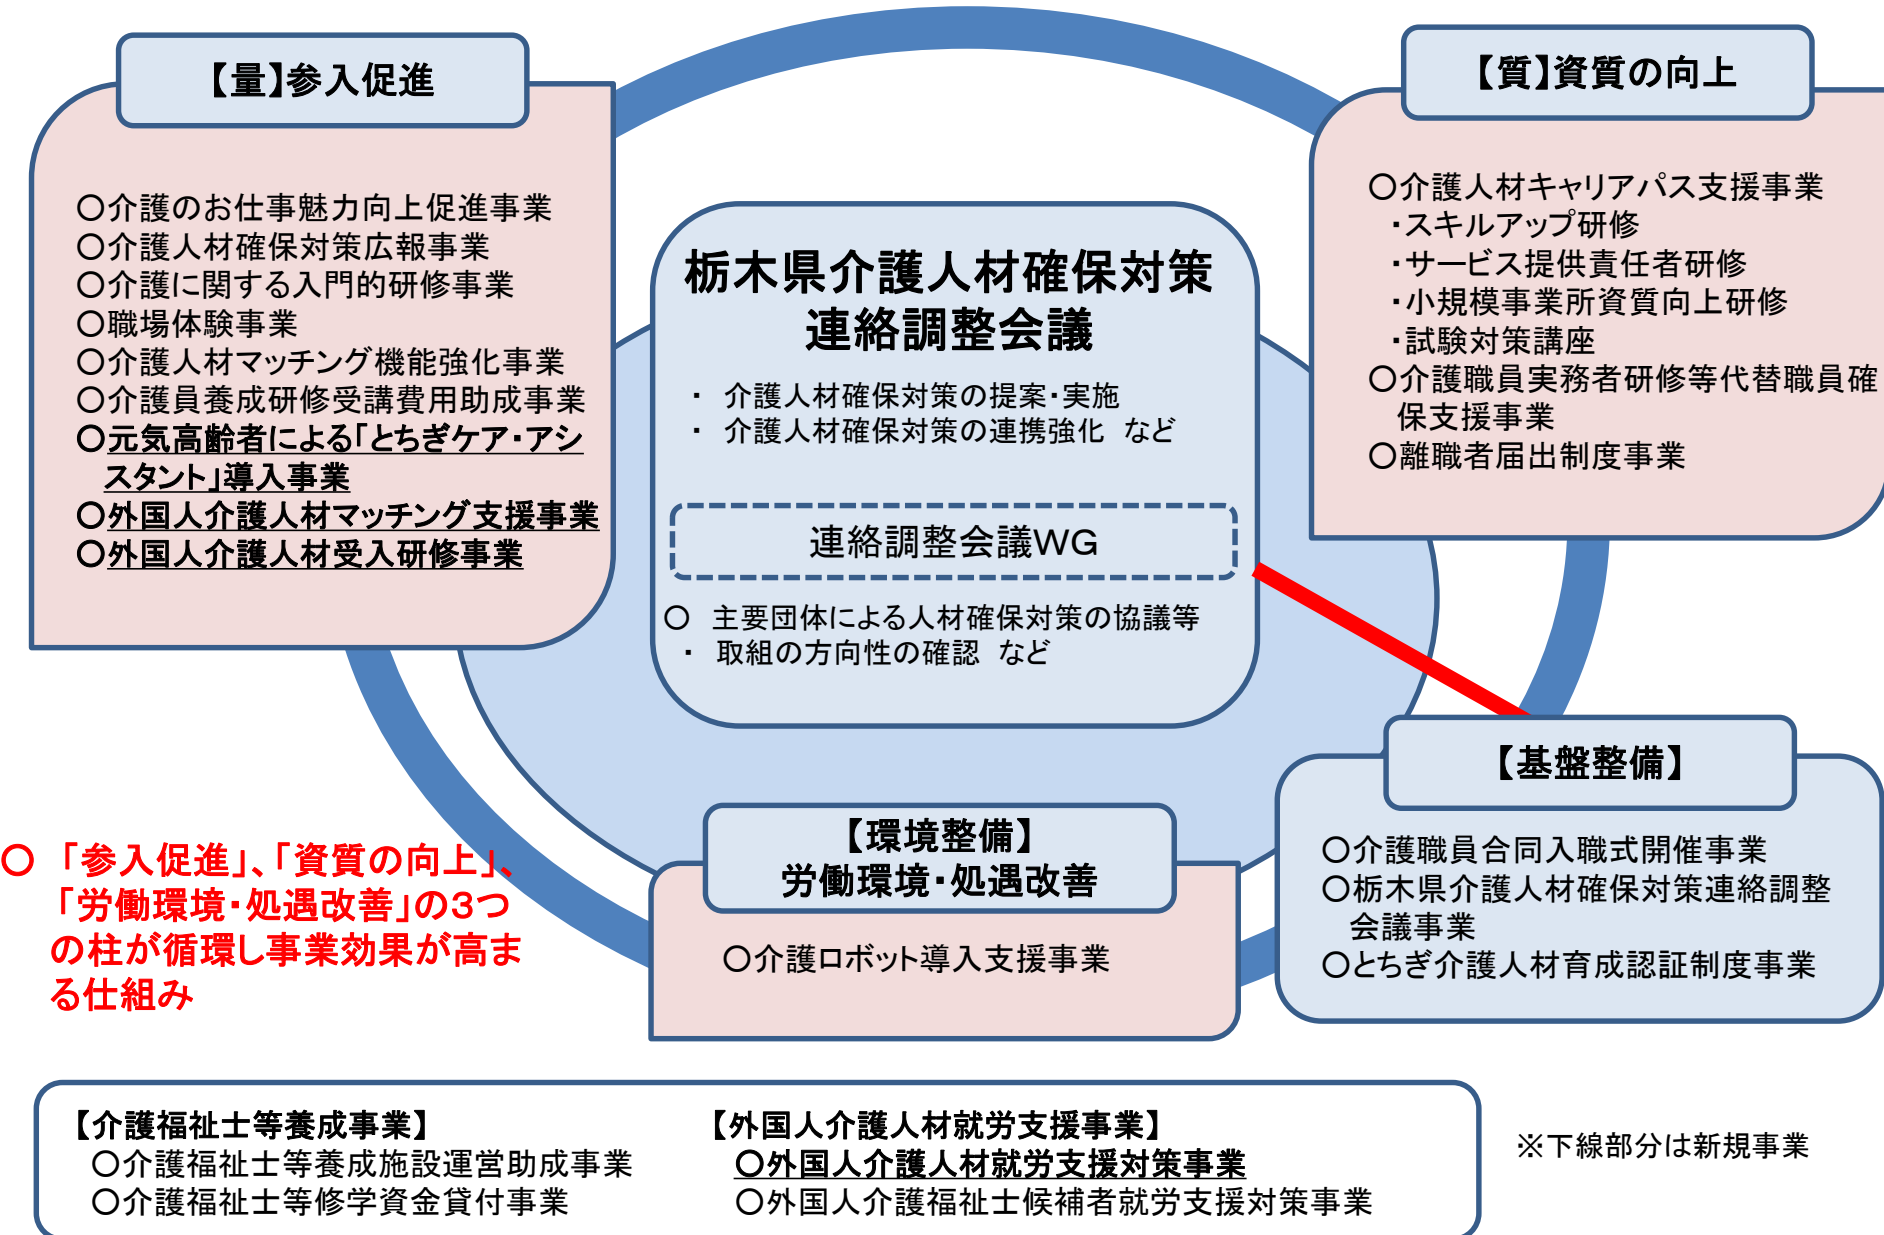 【量】参入促進
〇介護のお仕事魅力向上促進事業
〇介護人材確保対策広報事業
〇介護に関する入門的研修事業
〇職場体験事業
〇介護人材マッチング機能強化事業
〇介護員養成研修受講費用助成事業
〇元気高齢者による「とちぎケア・アシ
スタント」導入事業
〇外国人介護人材マッチング支援事業
〇外国人介護人材受入研修事業
【質】資質の向上
〇介護人材キャリアパス支援事業
・スキルアップ研修
・サービス提供責任者研修
・小規模事業所資質向上研修
・試験対策講座
〇介護職員実務者研修等代替職員確
保支援事業
〇離職者届出制度事業
栃木県介護人材確保対策
連絡調整会議
・ 介護人材確保対策の提案・実施
・ 介護人材確保対策の連携強化 など
連絡調整会議WG
〇 主要団体による人材確保対策の協議等
・ 取組の方向性の確認 など
【基盤整備】
〇介護職員合同入職式開催事業
〇栃木県介護人材確保対策連絡調整
会議事業
〇とちぎ介護人材育成認証制度事業
【環境整備】
労働環境・処遇改善
〇介護ロボット導入支援事業
〇 「参入促進」、「資質の向上」、
「労働環境・処遇改善」の3つ
の柱が循環し事業効果が高ま
る仕組み
【介護福祉士等養成事業】
〇介護福祉士等養成施設運営助成事業
〇介護福祉士等修学資金貸付事業
【外国人介護人材就労支援事業】
〇外国人介護人材就労支援対策事業
〇外国人介護福祉士候補者就労支援対策事業
※下線部分は新規事業